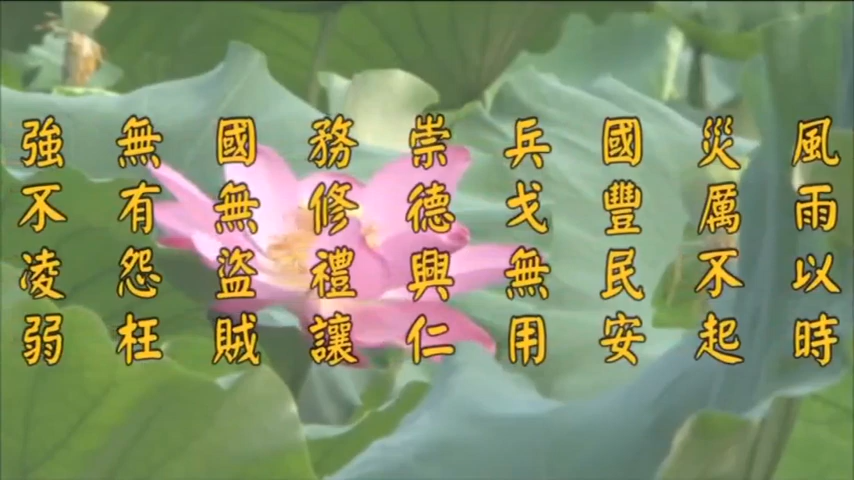 風雨以時
災厲不起
國豐民安
兵戈無用
崇德興仁
務修禮讓
國無盜賊
無有怨枉
強不凌弱